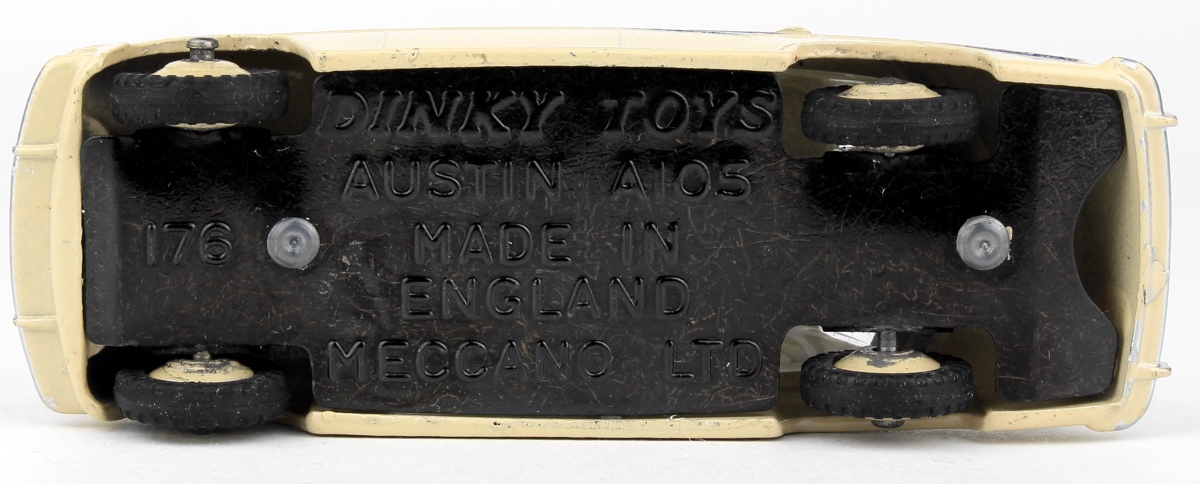 DINKY TOYS
AUSTIN A105
176
MADE IN
ENGLAND
MECCANO LTD